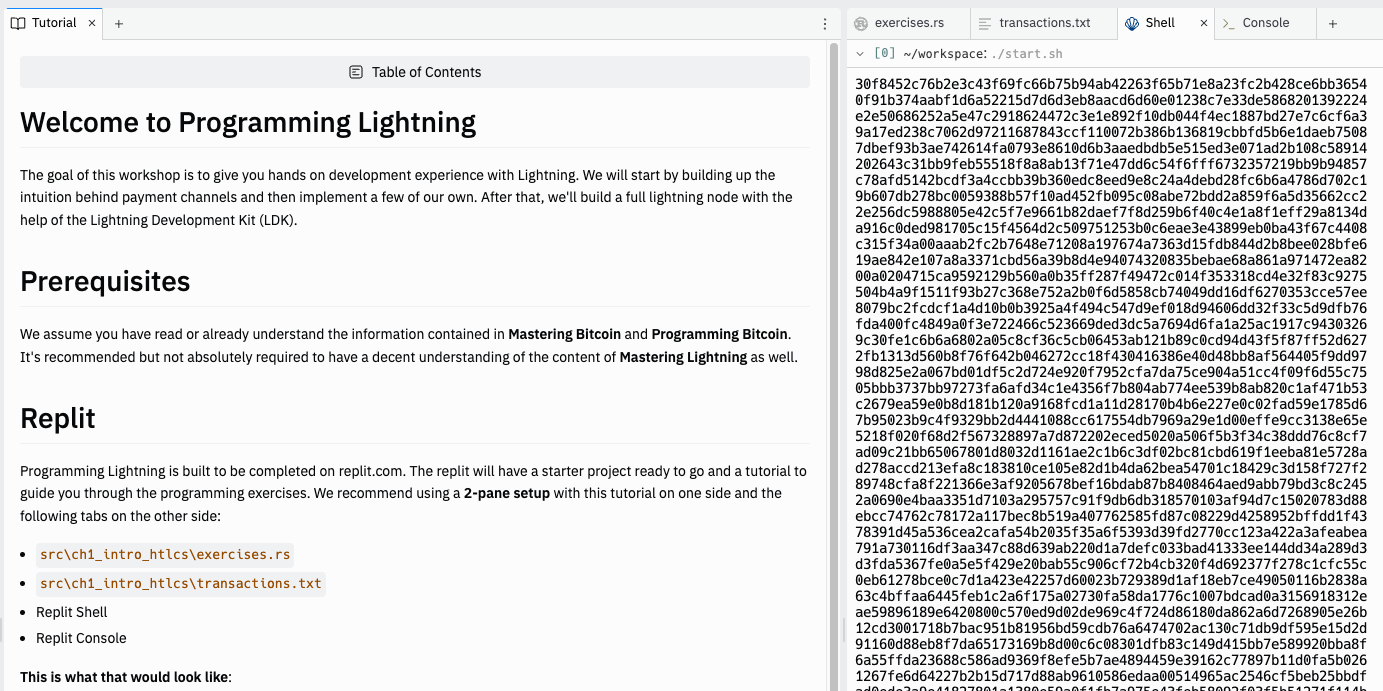 Tutorial
exercises.rs
transactions.txt
Shell
Console
[0] ~/workspace: ./start.sh
Table of Contents
Welcome to Programming Lightning
The goal of this workshop is to give you hands on development experience with Lightning. We will start by building up the
intuition behind payment channels and then implement a few of our own. After that, we'll build a full lightning node with the
help of the Lightning Development Kit (LDK).
Prerequisites
We assume you have read or already understand the information contained in Mastering Bitcoin and Programming Bitcoin.
It's recommended but not absolutely required to have a decent understanding of the content of Mastering Lightning as well.
Replit
Programming Lightning is built to be completed on replit.com. The replit will have a starter project ready to go and a tutorial to
guide you through the programming exercises. We recommend using a 2-pane setup with this tutorial on one side and the
following tabs on the other side:
src\ch1_intro_htlcs\exercises.rs
src\ch1_intro_htlcs\transactions.txt
Replit Shell
Replit Console
This is what that would look like:
30f8452c76b2e3c43f69fc66b75b94ab42263f65b71e8a23fc2b428ce6bb3654
0f91b374aabf1d6a52215d7d6d3eb8aacd6d60e01238c7e33de5868201392224
e2e50686252a5e47c2918624472c3e1e892f10db044f4ec1887bd27e7c6cf6a3
9a17ed238c7062d97211687843ccf110072b386b136819cbbfd5b6e1daeb7508
7dbef93b3ae742614fa0793e8610d6b3aaedbdb5e515ed3e071ad2b108c58914
202643c31bb9feb55518f8a8ab13f71e47dd6c54f6fff6732357219bb9b94857
c78afd5142bcdf3a4ccbb39b360edc8eed9e8c24a4debd28fc6b6a4786d702c1
9b607db278bc0059388b57f10ad452fb095c08abe72bdd2a859f6a5d35662cc2
2e256dc5988805e42c5f7e9661b82daef7f8d259b6f40c4e1a8f1eff29a8134d
a916c0ded981705c15f4564d2c509751253b0c6eae3e43899eb0ba43f67c4408
c315f34a00aaab2fc2b7648e71208a197674a7363d15fdb844d2b8bee028bfe6
19ae842e107a8a3371cbd56a39b8d4e94074320835bebae68a861a971472ea82
00a0204715ca9592129b560a0b35ff287f49472c014f353318cd4e32f83c9275
504b4a9f1511f93b27c368e752a2b0f6d5858cb74049dd16df6270353cce57ee
8079bc2fcdcf1a4d10b0b3925a4f494c547d9ef018d94606dd32f33c5d9dfb76
fda400fc4849a0f3e722466c523669ded3dc5a7694d6fa1a25ac1917c9430326
9c30fe1c6b6a6802a05c8cf36c5cb06453ab121b89c0cd94d43f5f87ff52d627
2fb1313d560b8f76f642b046272cc18f430416386e40d48bb8af564405f9dd97
98d825e2a067bd01df5c2d724e920f7952cfa7da75ce904a51cc4f09f6d55c75
05bbb3737bb97273fa6afd34c1e4356f7b804ab774ee539b8ab820c1af471b53
c2679ea59e0b8d181b120a9168fcd1a11d28170b4b6e227e0c02fad59e1785d6
7b95023b9c4f9329bb2d4441088cc617554db7969a29e1d00effe9cc3138e65e
5218f020f68d2f567328897a7d872202eced5020a506f5b3f34c38ddd76c8cf7
ad09c21bb65067801d8032d1161ae2c1b6c3df02bc81cbd619f1eeba81e5728a
d278accd213efa8c183810ce105e82d1b4da62bea54701c18429c3d158f727f2
89748cfa8f221366e3af9205678bef16bdab87b8408464aed9abb79bd3c8c245
2a0690e4baa3351d7103a295757c91f9db6db318570103af94d7c15020783d88
ebcc74762c78172a117bec8b519a407762585fd87c08229d4258952bffdd1f43
78391d45a536cea2cafa54b2035f35a6f5393d39fd2770cc123a422a3afeabea
791a730116df3aa347c88d639ab220d1a7defc033bad41333ee144dd34a289d3
d3fda5367fe0a5e5f429e20bab55c906cf72b4cb320f4d692377f278c1cfc55c
0eb61278bce0c7d1a423e42257d60023b729389d1af18eb7ce49050116b2838a
63c4bffaa6445feb1c2a6f175a02730fa58da1776c1007bdcad0a3156918312e
ae59896189e6420800c570ed9d02de969c4f724d86180da862a6d7268905e26b
12cd3001718b7bac951b81956bd59cdb76a6474702ac130c71db9df595e15d2d
91160d88eb8f7da65173169b8d00c6c08301dfb83c149d415bb7e589920bba8f
6a55ffda23688c586ad9369f8efe5b7ae4894459e39162c77897b11d0fa5b026
1267fe6d64227b2b15d717d88ab9610586edaa00514965ac2546cf5beb25bbdf